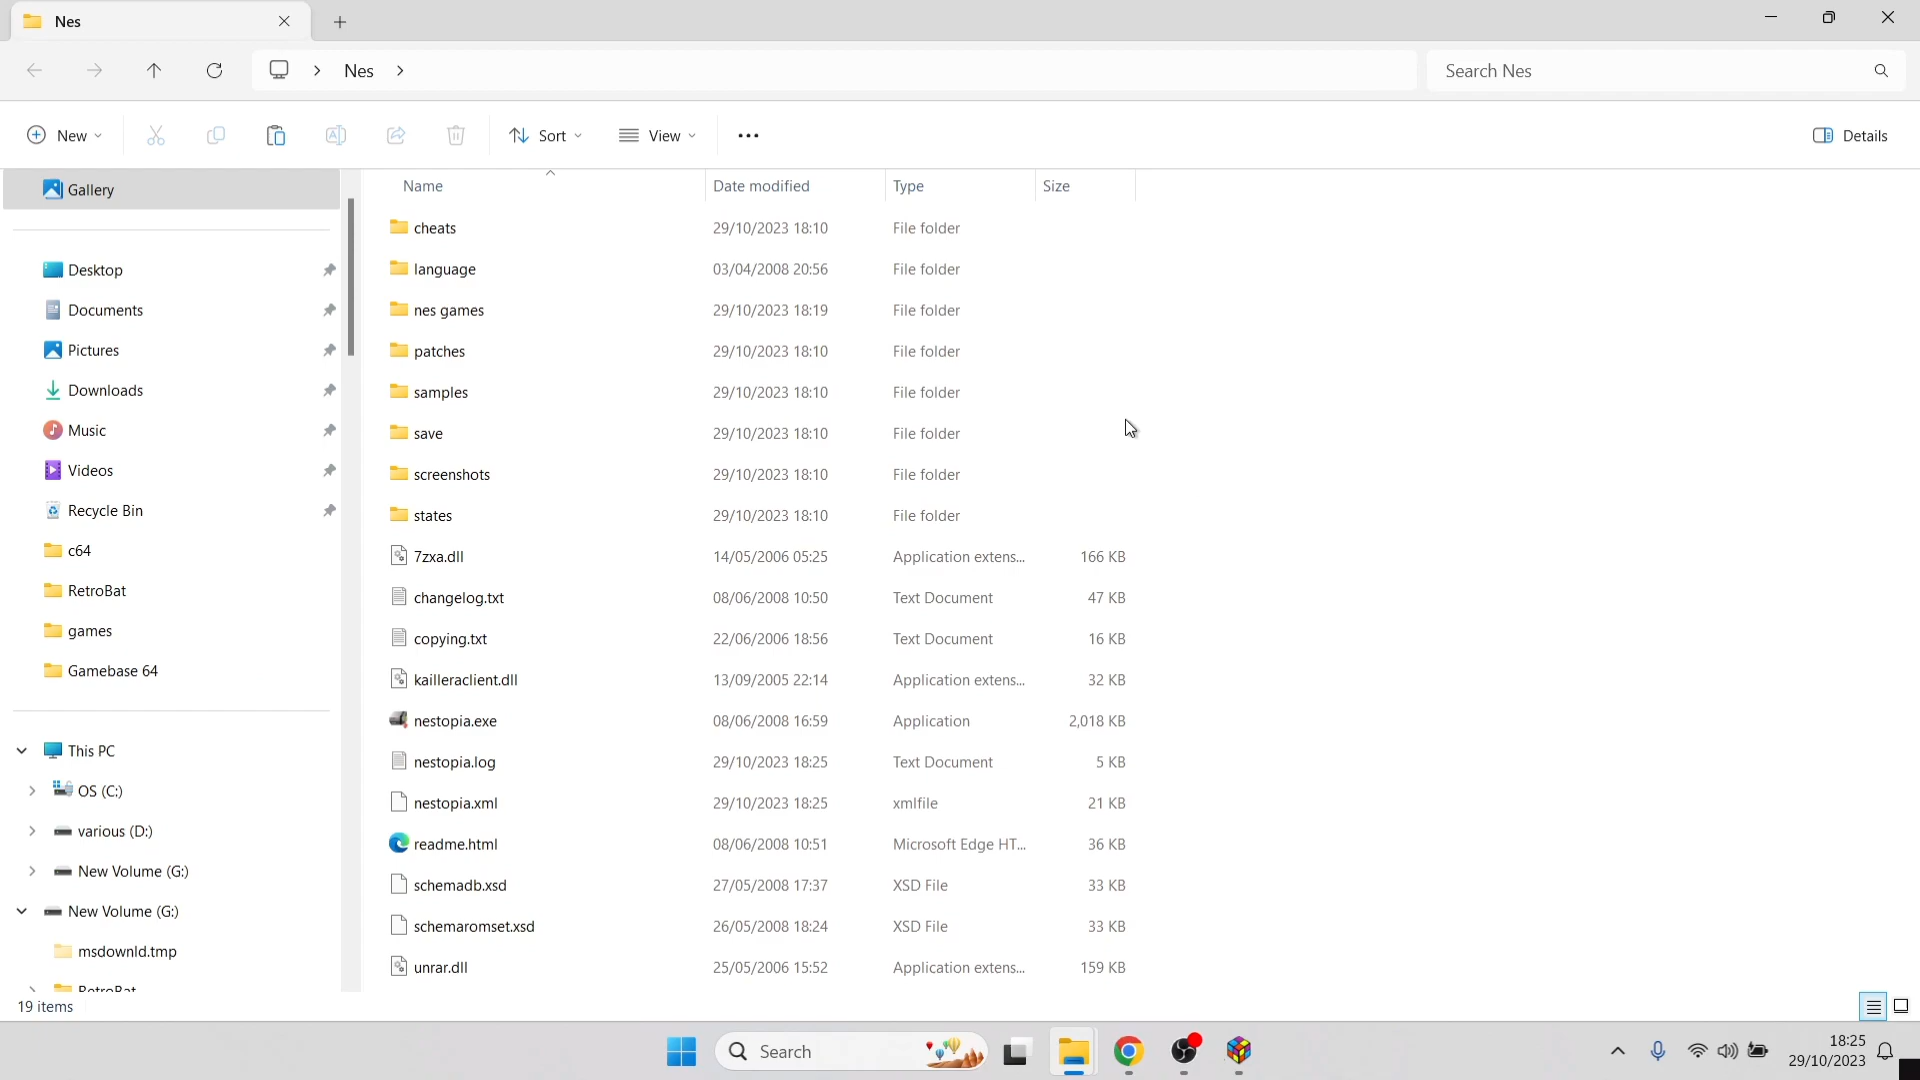 Nes
Nes
Search Nes
New
Sort
View
Details
Gallery
Desktop
Documents
Pictures
Downloads
Music
Videos
Recycle Bin
c64
RetroBat
games
Gamebase 64
This PC
OS (C:)
various (D:)
New Volume (G:)
New Volume (G:)
msdownld.tmp
RetroBat
Name Date modified Type Size
cheats 29/10/2023 18:10 File folder
language 03/04/2008 20:56 File folder
nes games 29/10/2023 18:19 File folder
patches 29/10/2023 18:10 File folder
samples 29/10/2023 18:10 File folder
save 29/10/2023 18:10 File folder
screenshots 29/10/2023 18:10 File folder
states 29/10/2023 18:10 File folder
7zxa.dll 14/05/2006 05:25 Application extens... 166 KB
changelog.txt 08/06/2008 10:50 Text Document 47 KB
copying.txt 22/06/2006 18:56 Text Document 16 KB
kailleraclient.dll 13/09/2005 22:14 Application extens... 32 KB
nestopia.exe 08/06/2008 16:59 Application 2,018 KB
nestopia.log 29/10/2023 18:25 Text Document 5 KB
nestopia.xml 29/10/2023 18:25 xmlfile 21 KB
readme.html 08/06/2008 10:51 Microsoft Edge HT... 36 KB
schemadb.xsd 27/05/2008 17:37 XSD File 33 KB
schemaromset.xsd 26/05/2008 18:24 XSD File 33 KB
unrar.dll 25/05/2006 15:52 Application extens... 159 KB
19 items
Search
18:25
29/10/2023